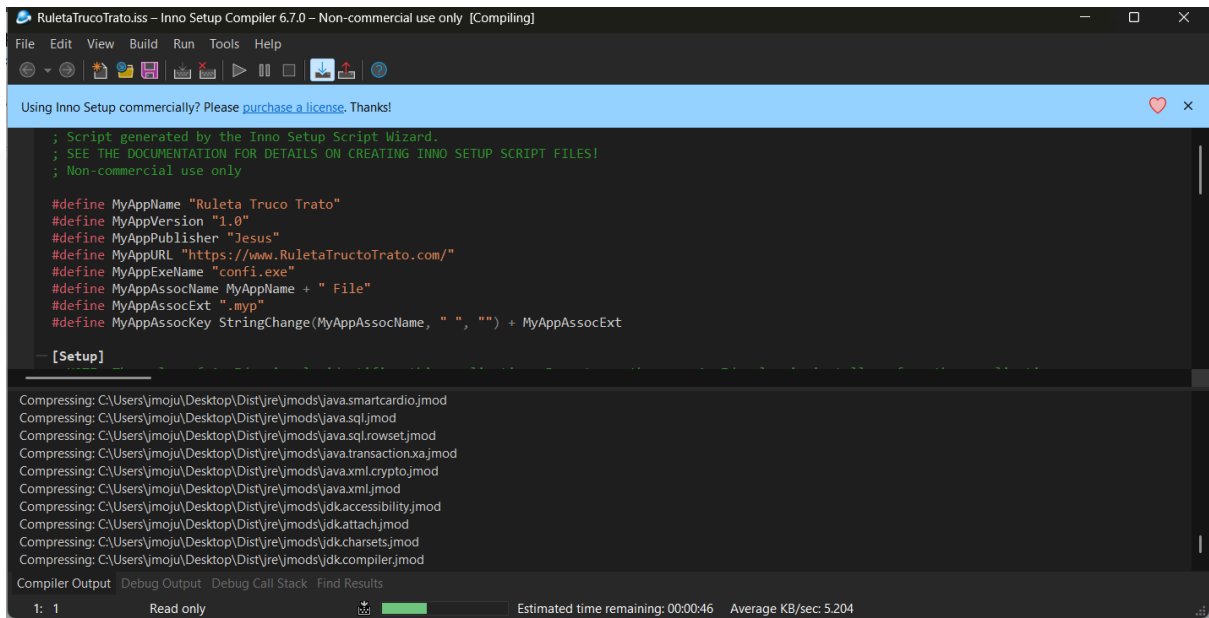 RuletaTrucoTrato.iss – Inno Setup Compiler 6.7.0 – Non-commercial use only [Compiling]
File Edit View Build Run Tools Help
Using Inno Setup commercially? Please purchase a license. Thanks!
; Script generated by the Inno Setup Script Wizard.
; SEE THE DOCUMENTATION FOR DETAILS ON CREATING INNO SETUP SCRIPT FILES!
; Non-commercial use only
#define MyAppName "Ruleta Truco Trato"
#define MyAppVersion "1.0"
#define MyAppPublisher "Jesus"
#define MyAppURL "https://www.RuletaTructoTrato.com/"
#define MyAppExeName "confi.exe"
#define MyAppAssocName MyAppName + " File"
#define MyAppAssocExt ".myp"
#define MyAppAssocKey StringChange(MyAppAssocName, " ", "") + MyAppAssocExt
[Setup]
Compressing: C:\Users\jmoju\Desktop\Dist\jre\jmods\java.smartcardio.jmod
Compressing: C:\Users\jmoju\Desktop\Dist\jre\jmods\java.sql.jmod
Compressing: C:\Users\jmoju\Desktop\Dist\jre\jmods\java.sql.rowset.jmod
Compressing: C:\Users\jmoju\Desktop\Dist\jre\jmods\java.transaction.xa.jmod
Compressing: C:\Users\jmoju\Desktop\Dist\jre\jmods\java.xml.crypto.jmod
Compressing: C:\Users\jmoju\Desktop\Dist\jre\jmods\java.xml.jmod
Compressing: C:\Users\jmoju\Desktop\Dist\jre\jmods\jdk.accessibility.jmod
Compressing: C:\Users\jmoju\Desktop\Dist\jre\jmods\jdk.attach.jmod
Compressing: C:\Users\jmoju\Desktop\Dist\jre\jmods\jdk.charsets.jmod
Compressing: C:\Users\jmoju\Desktop\Dist\jre\jmods\jdk.compiler.jmod
Compiler Output Debug Output Debug Call Stack Find Results
1: 1 Read only Estimated time remaining: 00:00:46 Average KB/sec: 5.204